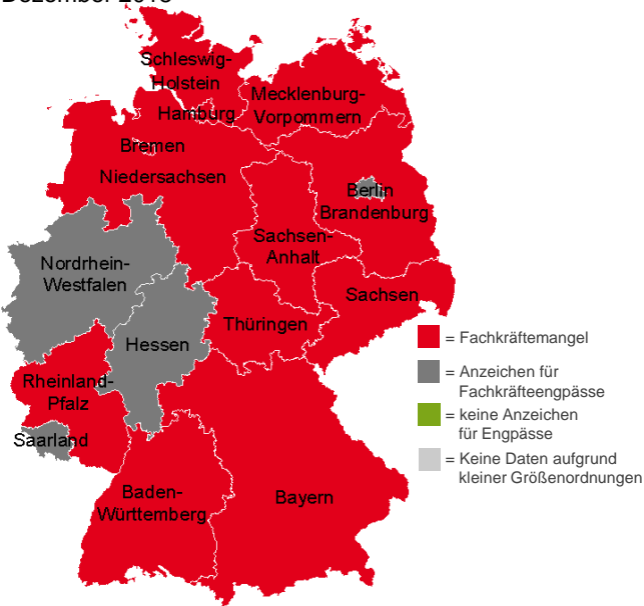 Schleswig-
Holstein
Mecklenburg-
Vorpommern
Hamburg
Bremen
Niedersachsen
Berlin
Brandenburg
Sachsen-
Anhalt
Nordrhein-
Westfalen
Sachsen
Thüringen
Hessen
Rheinland-
Pfalz
Saarland
Baden-
Württemberg
Bayern
= Fachkräftemangel
= Anzeichen für
Fachkräfteengpässe
= keine Anzeichen
für Engpässe
= Keine Daten aufgrund
kleiner Größenordnungen